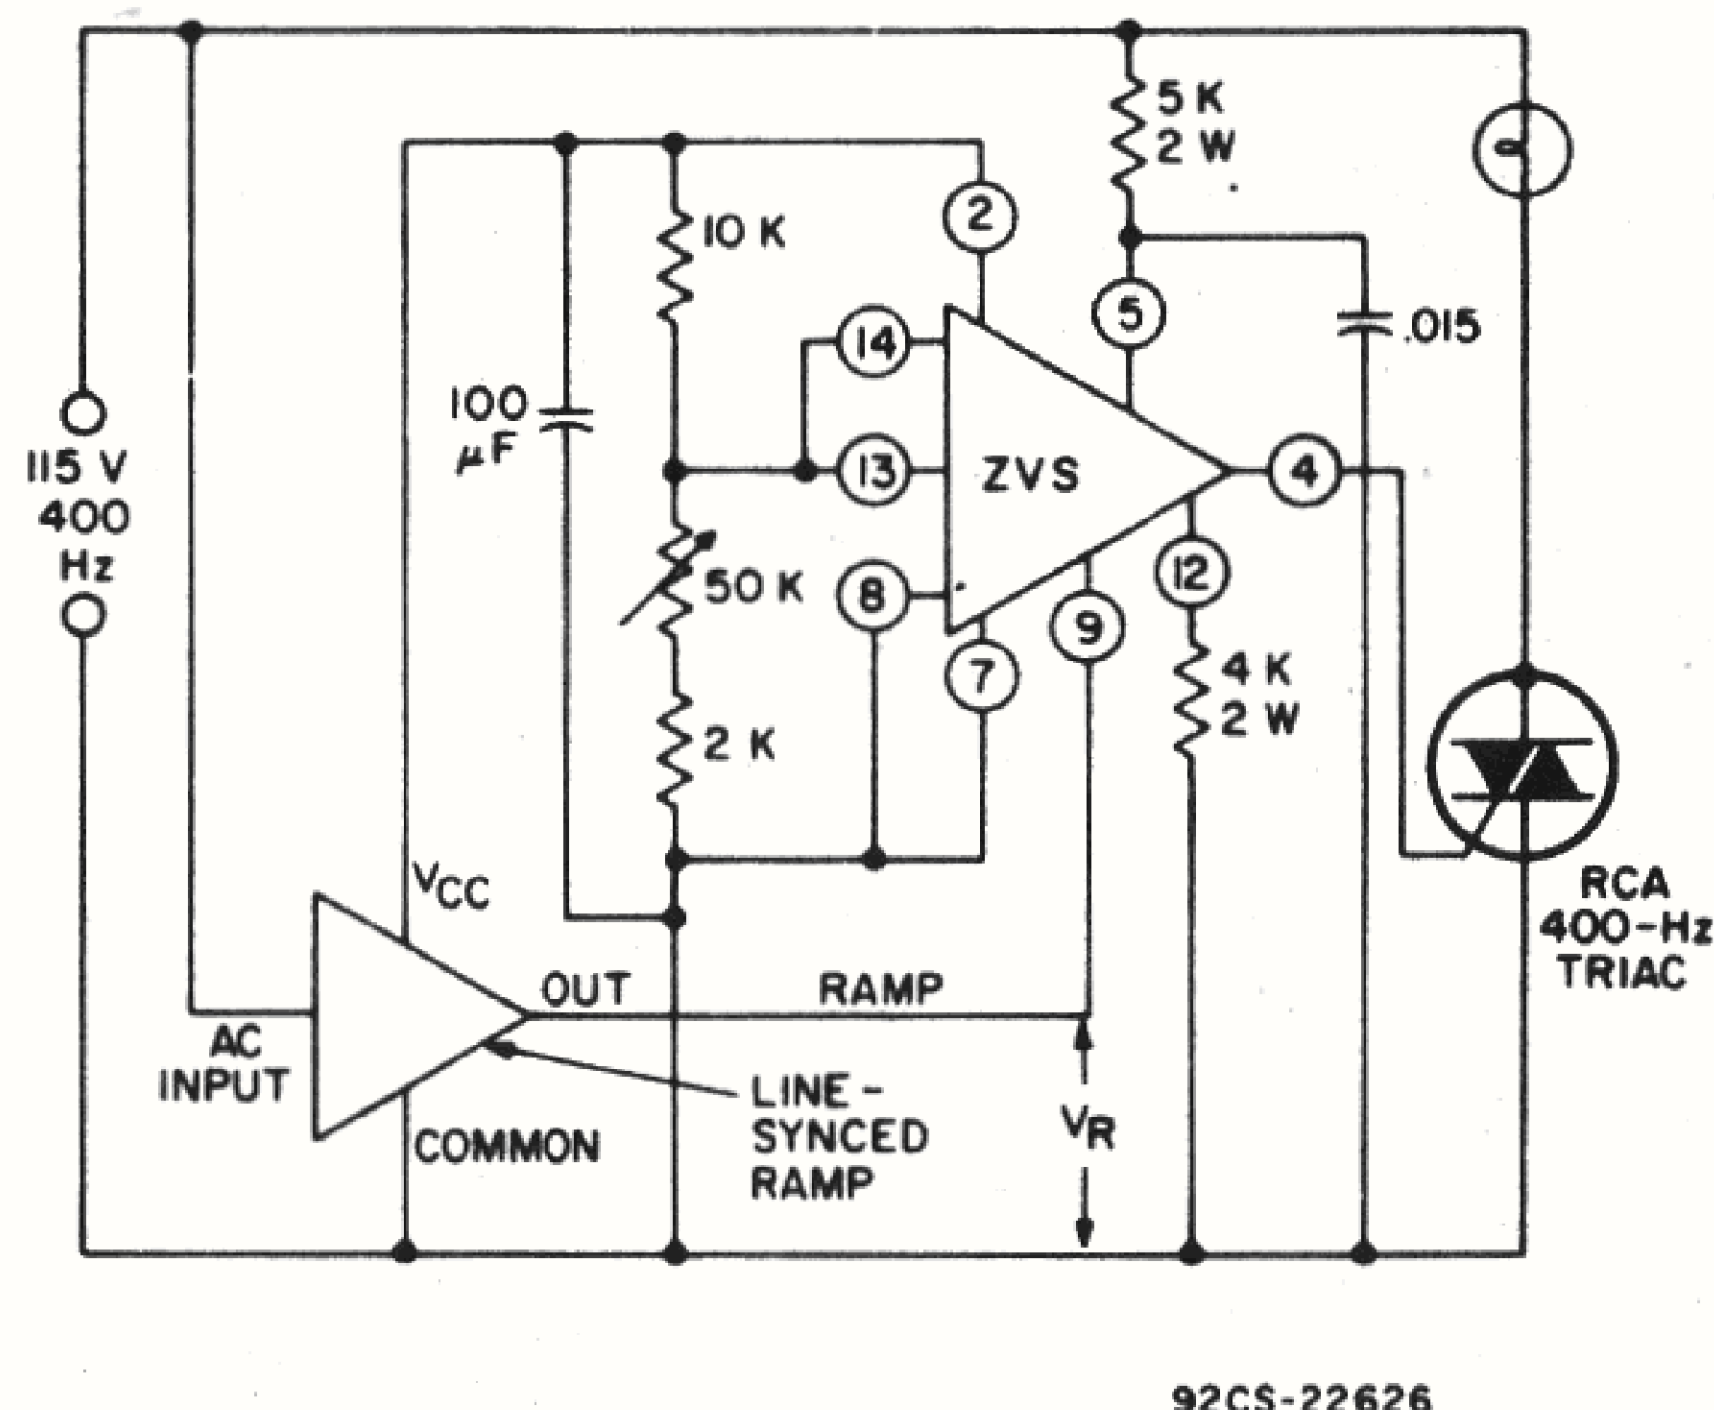 5 K
2 W
10 K
2
5
14
.015
100
µF
115 V
400
Hz
13
ZVS
4
50 K
8
12
9
7
4 K
2 W
2 K
VCC
RCA
400-Hz
TRIAC
OUT
RAMP
AC
INPUT
LINE-
SYNCED
RAMP
VR
COMMON
92CS-22626